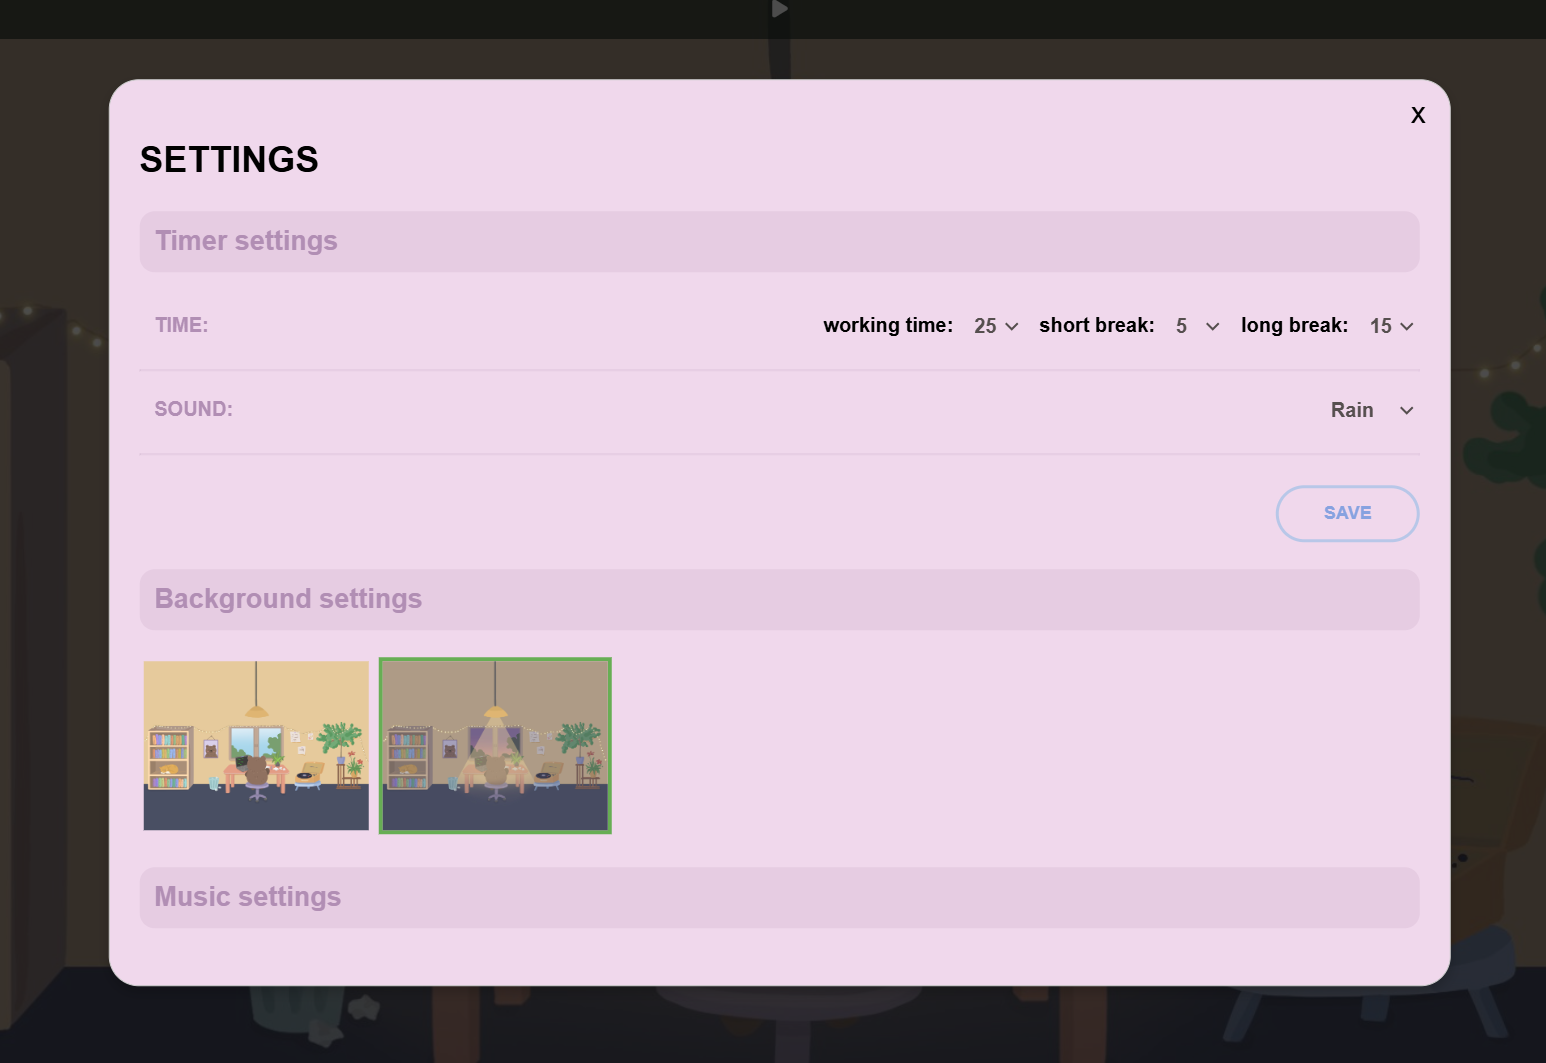 X
SETTINGS
Timer settings
TIME: working time: 25 short break: 5 long break: 15
SOUND: Rain
SAVE
Background settings
Music settings